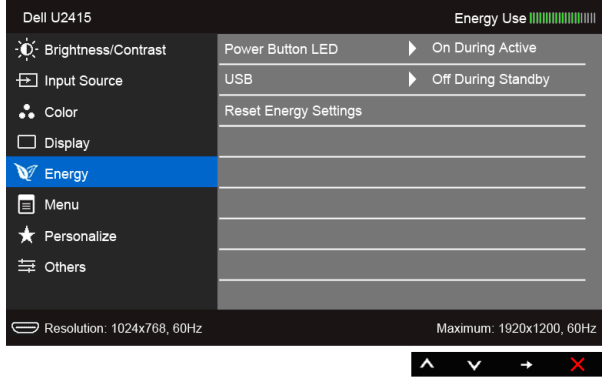 Dell U2415 Energy Use
Brightness/Contrast Power Button LED On During Active
Input Source USB Off During Standby
Color Reset Energy Settings
Display
Energy
Menu
Personalize
Others
Resolution: 1024x768, 60Hz Maximum: 1920x1200, 60Hz